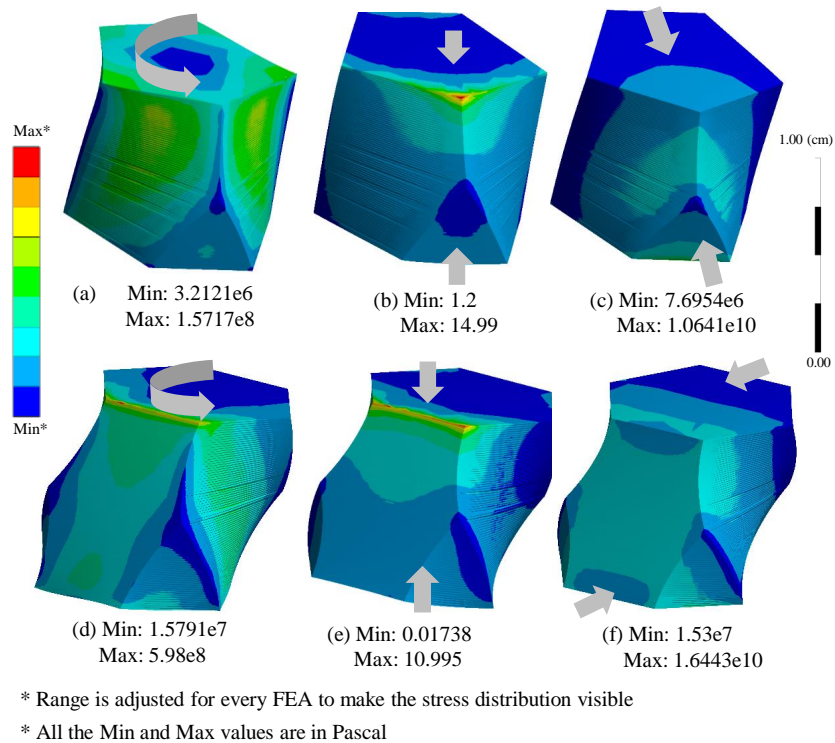 Max*
Min*
1.00 (cm)
0.00
(a) Min: 3.2121e6
Max: 1.5717e8
(b) Min: 1.2
Max: 14.99
(c) Min: 7.6954e6
Max: 1.0641e10
(d) Min: 1.5791e7
Max: 5.98e8
(e) Min: 0.01738
Max: 10.995
(f) Min: 1.53e7
Max: 1.6443e10
* Range is adjusted for every FEA to make the stress distribution visible
* All the Min and Max values are in Pascal